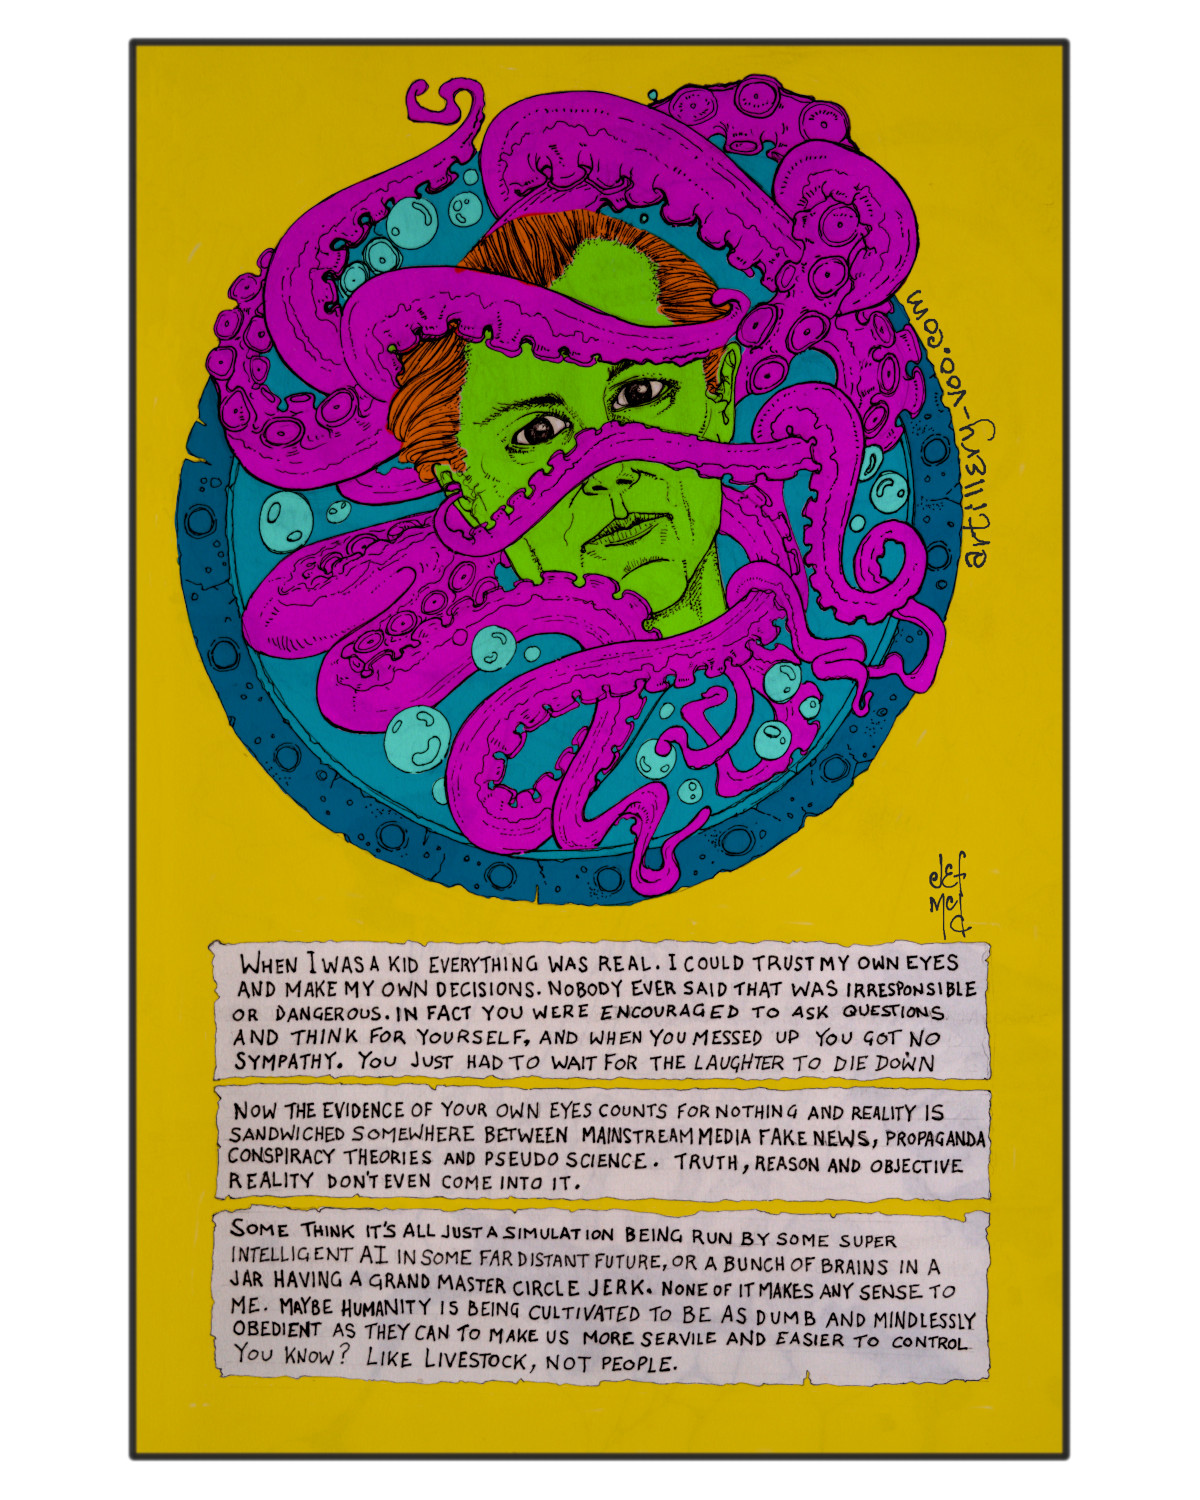 artillery-voo.com
JEF
McC
WHEN I WAS A KID EVERYTHING WAS REAL. I COULD TRUST MY OWN EYES
AND MAKE MY OWN DECISIONS. NOBODY EVER SAID THAT WAS IRRESPONSIBLE
OR DANGEROUS. IN FACT YOU WERE ENCOURAGED TO ASK QUESTIONS
AND THINK FOR YOURSELF, AND WHEN YOU MESSED UP YOU GOT NO
SYMPATHY. YOU JUST HAD TO WAIT FOR THE LAUGHTER TO DIE DOWN
NOW THE EVIDENCE OF YOUR OWN EYES COUNTS FOR NOTHING AND REALITY IS
SANDWICHED SOMEWHERE BETWEEN MAINSTREAM MEDIA FAKE NEWS, PROPAGANDA
CONSPIRACY THEORIES AND PSEUDO SCIENCE. TRUTH, REASON AND OBJECTIVE
REALITY DON'T EVEN COME INTO IT.
SOME THINK IT'S ALL JUST A SIMULATION BEING RUN BY SOME SUPER
INTELLIGENT AI IN SOME FAR DISTANT FUTURE, OR A BUNCH OF BRAINS IN A
JAR HAVING A GRAND MASTER CIRCLE JERK. NONE OF IT MAKES ANY SENSE TO
ME. MAYBE HUMANITY IS BEING CULTIVATED TO BE AS DUMB AND MINDLESSLY
OBEDIENT AS THEY CAN TO MAKE US MORE SERVILE AND EASIER TO CONTROL
YOU KNOW? LIKE LIVESTOCK, NOT PEOPLE.